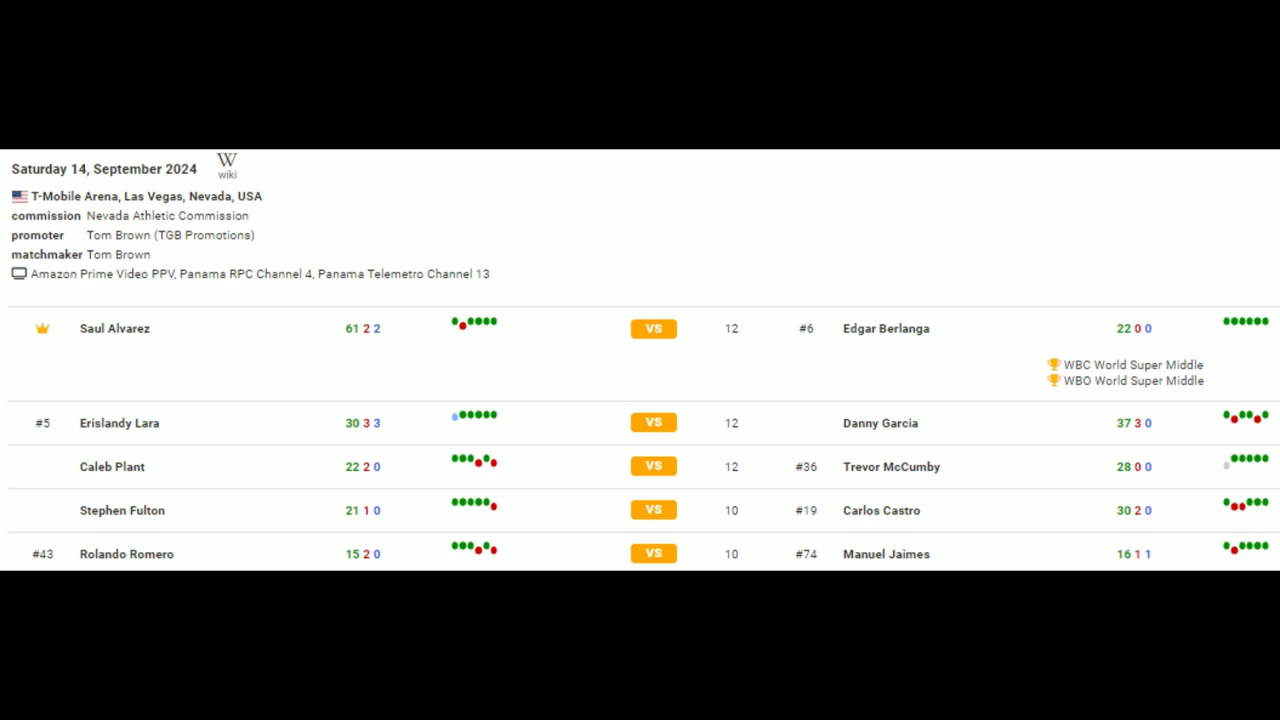 Saturday 14, September 2024 W
wiki
T-Mobile Arena, Las Vegas, Nevada, USA
commission Nevada Athletic Commission
promoter Tom Brown (TGB Promotions)
matchmaker Tom Brown
Amazon Prime Video PPV, Panama RPC Channel 4, Panama Telemetro Channel 13
Saul Alvarez 61 2 2 VS 12 #6 Edgar Berlanga 22 0 0
WBC World Super Middle
WBO World Super Middle
#5 Erislandy Lara 30 3 3 VS 12 Danny Garcia 37 3 0
Caleb Plant 22 2 0 VS 12 #36 Trevor McCumby 28 0 0
Stephen Fulton 21 1 0 VS 10 #19 Carlos Castro 30 2 0
#43 Rolando Romero 15 2 0 VS 10 #74 Manuel Jaimes 16 1 1